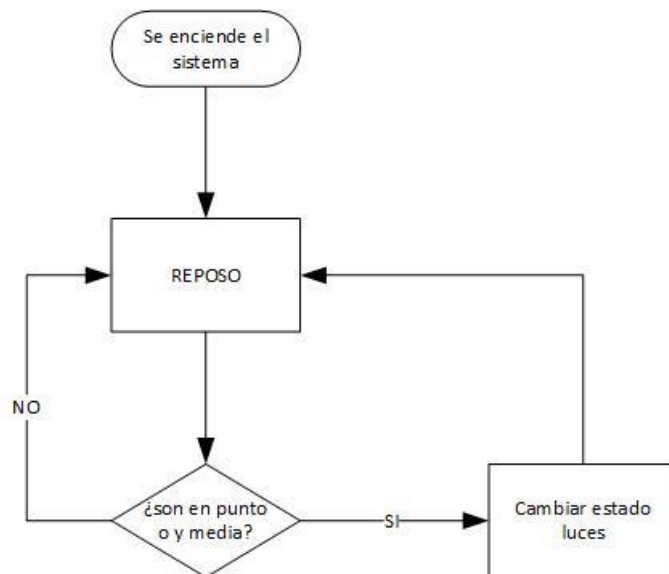 Se enciende el
sistema
REPOSO
NO
¿son en punto
o y media?
SI
Cambiar estado
luces